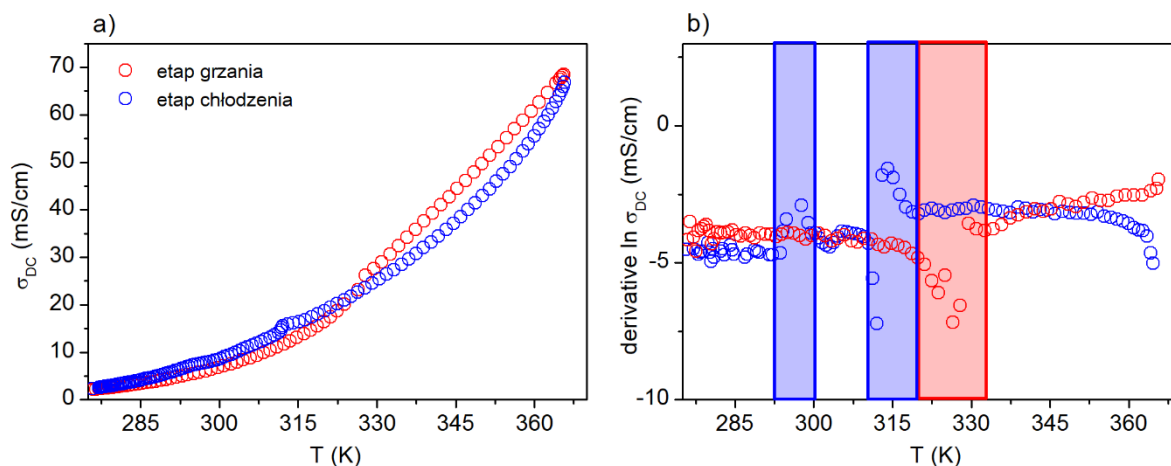 a)
etap grzania
etap chłodzenia
σDC (mS/cm)
70
60
50
40
30
20
10
0
285 300 315 330 345 360
T (K)
b)
derivative ln σDC (mS/cm)
0
-5
-10
285 300 315 330 345 360
T (K)